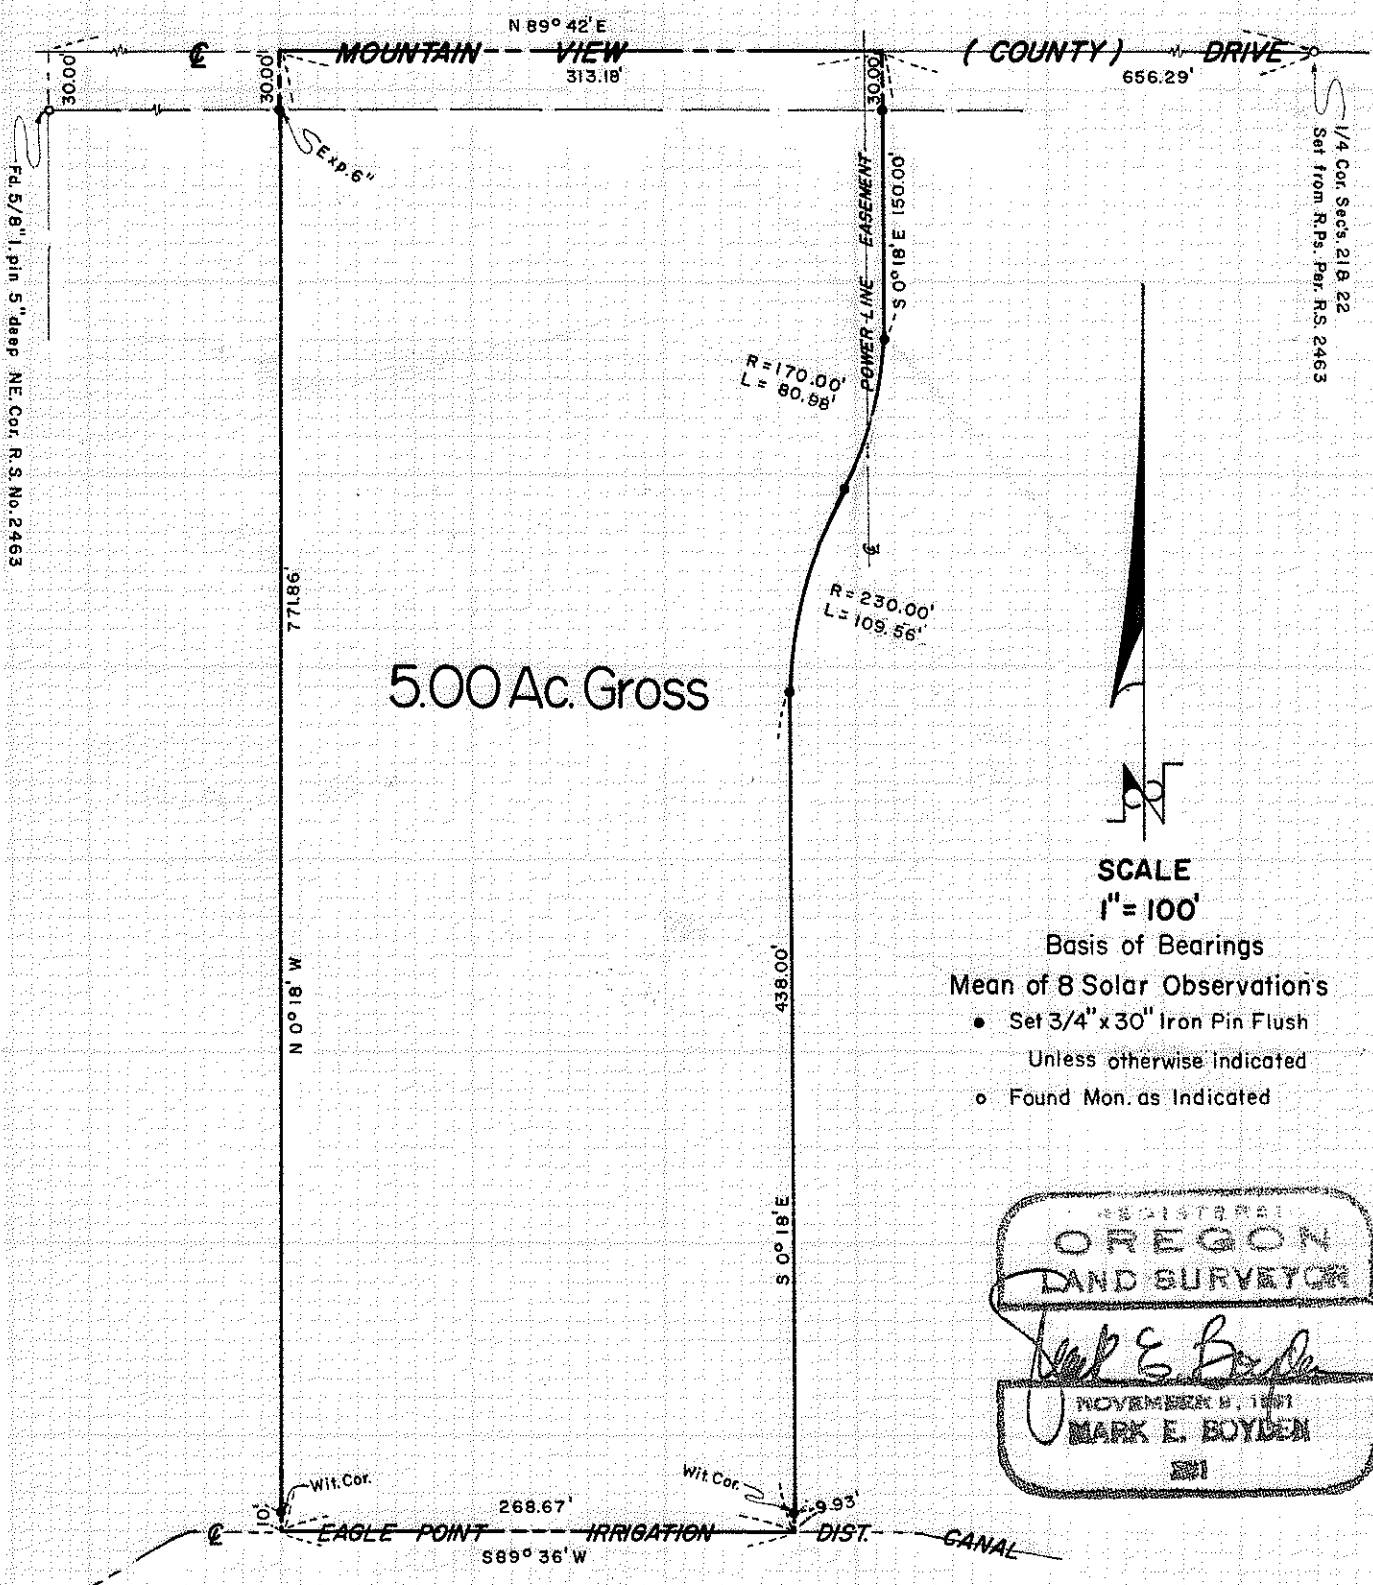 N 89° 42' E
℄ MOUNTAIN VIEW (COUNTY) DRIVE
313.18'
656.29'
30.00'
30.00'
30.00'
Exp. 6"
Fd. 5/8" I. pin 5" deep NE. Cor. R. S. No. 2463
1/4 Cor. Sec's. 21 & 22
Set from R.Ps. Per. R.S. 2463
POWER LINE EASEMENT
S 0° 18' E 150.00'
R = 170.00'
L = 80.98'
℄
R = 230.00'
L = 109.56'
771.86'
N 0° 18' W
5.00 Ac. Gross
438.00'
S 0° 18' E
SCALE
1" = 100'
Basis of Bearings
Mean of 8 Solar Observations
● Set 3/4" x 30" Iron Pin Flush
Unless otherwise indicated
o Found Mon. as Indicated
REGISTERED
OREGON
LAND SURVEYOR
Mark E. Boyden
NOVEMBER
MARK E. BOYDEN
Wit. Cor.
Wit. Cor.
10'
268.67'
9.93'
℄ EAGLE POINT IRRIGATION DIST. CANAL
S 89° 36' W